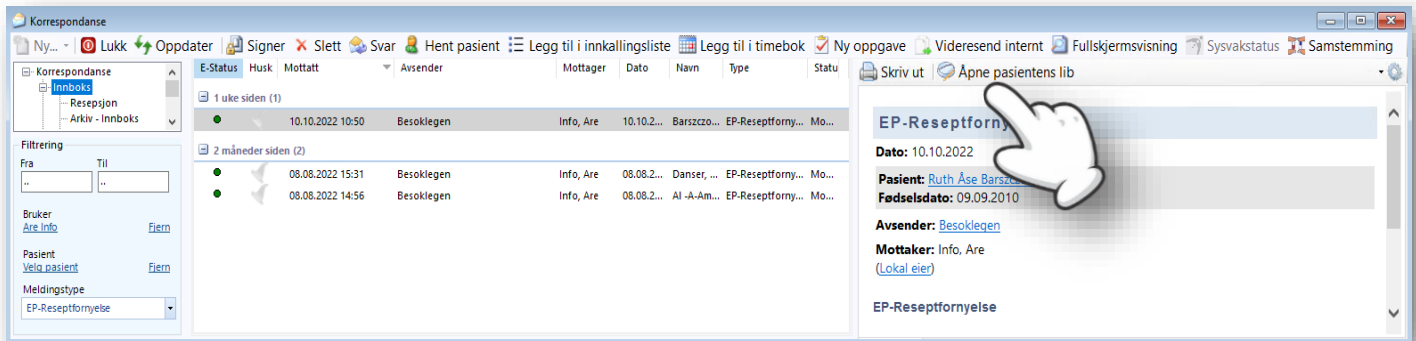 Korrespondanse
Ny... Lukk Oppdater Signer Slett Svar Hent pasient Legg til i innkallingsliste Legg til i timebok Ny oppgave Videresend internt Fullskjermsvisning Sysvakstatus Samstemming
Korrespondanse
Innboks
Resepsjon
Arkiv - Innboks
Filtrering
Fra Til
.. ..
Bruker
Are Info Fjern
Pasient
Velg pasient Fjern
Meldingstype
EP-Reseptfornyelse
E-Status Husk Mottatt Avsender Mottager Dato Navn Type Statu
1 uke siden (1)
10.10.2022 10:50 Besoklegen Info, Are 10.10.2... Barszczo... EP-Reseptforny... Mo...
2 måneder siden (2)
08.08.2022 15:31 Besoklegen Info, Are 08.08.2... Danser, ... EP-Reseptforny... Mo...
08.08.2022 14:56 Besoklegen Info, Are 08.08.2... Al -A-Am... EP-Reseptforny... Mo...
Skriv ut Åpne pasientens lib
EP-Reseptforny
Dato: 10.10.2022
Pasient: Ruth Åse Barszcz
Fødselsdato: 09.09.2010
Avsender: Besoklegen
Mottaker: Info, Are
(Lokal eier)
EP-Reseptfornyelse